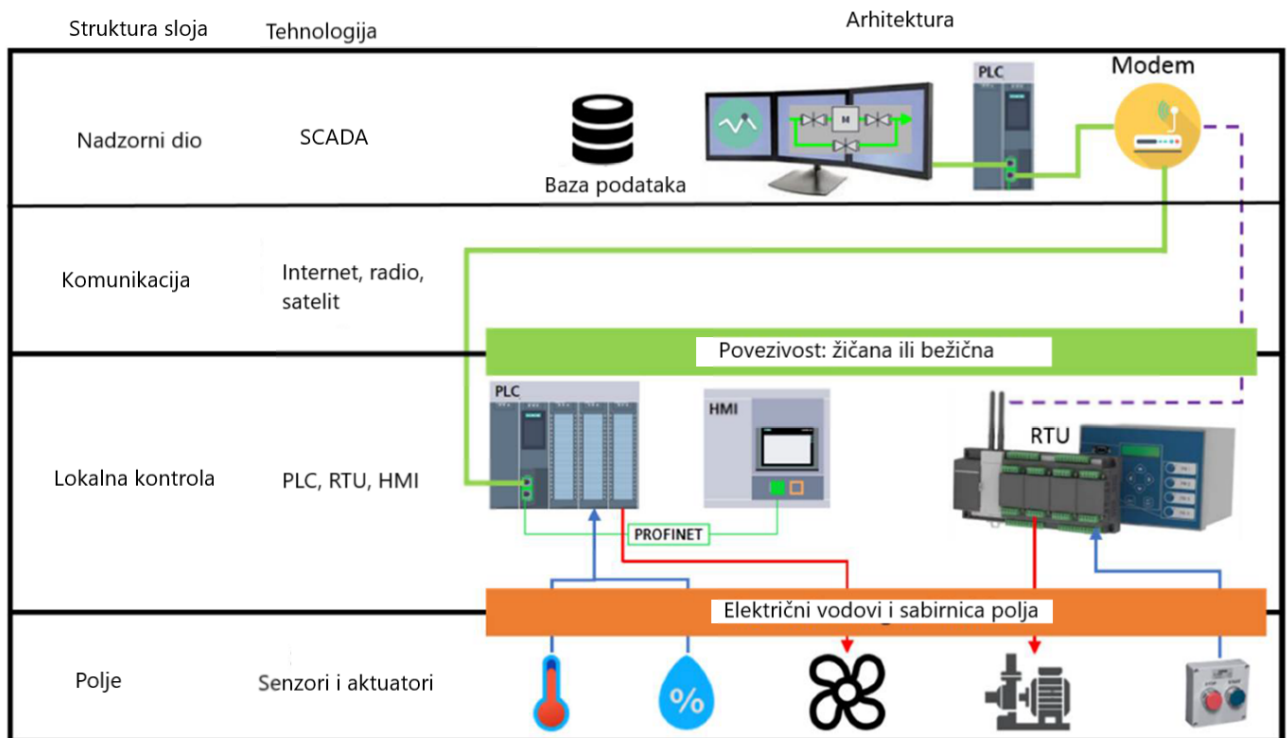 Struktura sloja
Tehnologija
Arhitektura
Nadzorni dio
SCADA
Baza podataka
M
PLC
Modem
Komunikacija
Internet, radio,
satelit
Povezivost: žičana ili bežična
Lokalna kontrola
PLC, RTU, HMI
PLC
HMI
RTU
PROFINET
Električni vodovi i sabirnica polja
Polje
Senzori i aktuatori
%